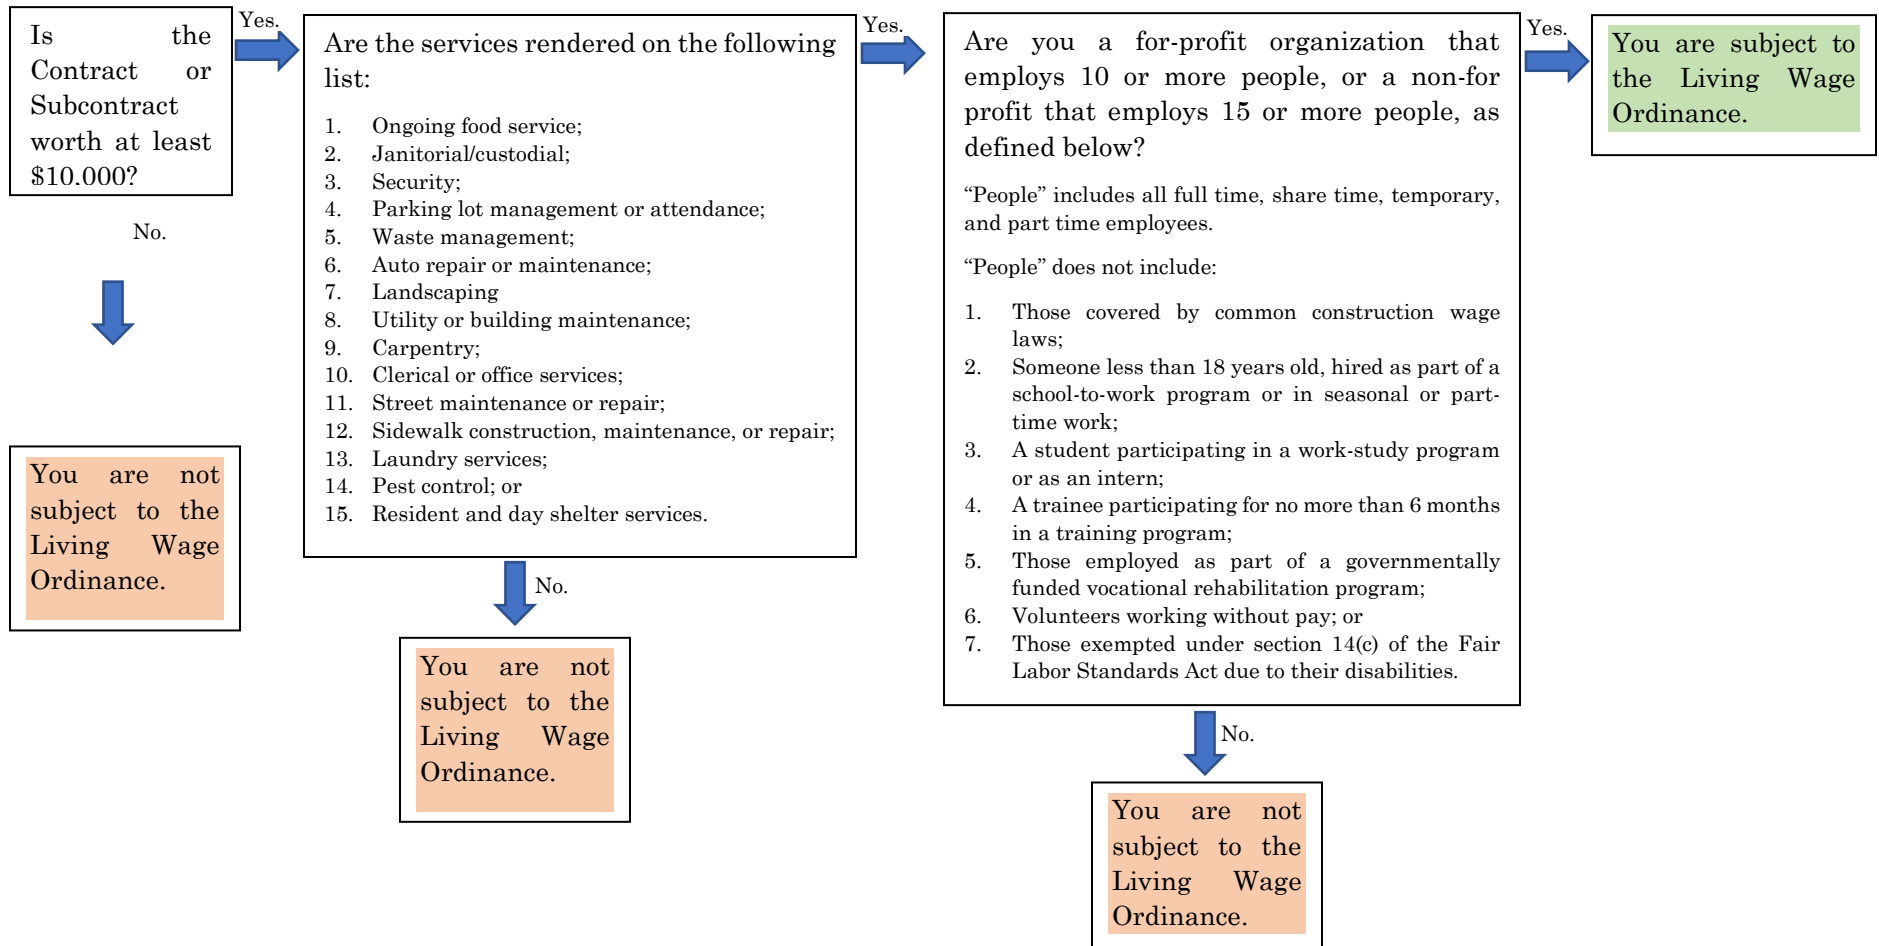 Is the
Contract or
Subcontract
worth at least
$10,000?
Yes.
No.
You are not
subject to the
Living Wage
Ordinance.
Are the services rendered on the following
list:
1. Ongoing food service;
2. Janitorial/custodial;
3. Security;
4. Parking lot management or attendance;
5. Waste management;
6. Auto repair or maintenance;
7. Landscaping
8. Utility or building maintenance;
9. Carpentry;
10. Clerical or office services;
11. Street maintenance or repair;
12. Sidewalk construction, maintenance, or repair;
13. Laundry services;
14. Pest control; or
15. Resident and day shelter services.
Yes.
No.
You are not
subject to the
Living Wage
Ordinance.
Are you a for-profit organization that
employs 10 or more people, or a non-for
profit that employs 15 or more people, as
defined below?
“People” includes all full time, share time, temporary,
and part time employees.
“People” does not include:
1. Those covered by common construction wage
laws;
2. Someone less than 18 years old, hired as part of a
school-to-work program or in seasonal or part-
time work;
3. A student participating in a work-study program
or as an intern;
4. A trainee participating for no more than 6 months
in a training program;
5. Those employed as part of a governmentally
funded vocational rehabilitation program;
6. Volunteers working without pay; or
7. Those exempted under section 14(c) of the Fair
Labor Standards Act due to their disabilities.
Yes.
No.
You are not
subject to the
Living Wage
Ordinance.
You are subject to
the Living Wage
Ordinance.